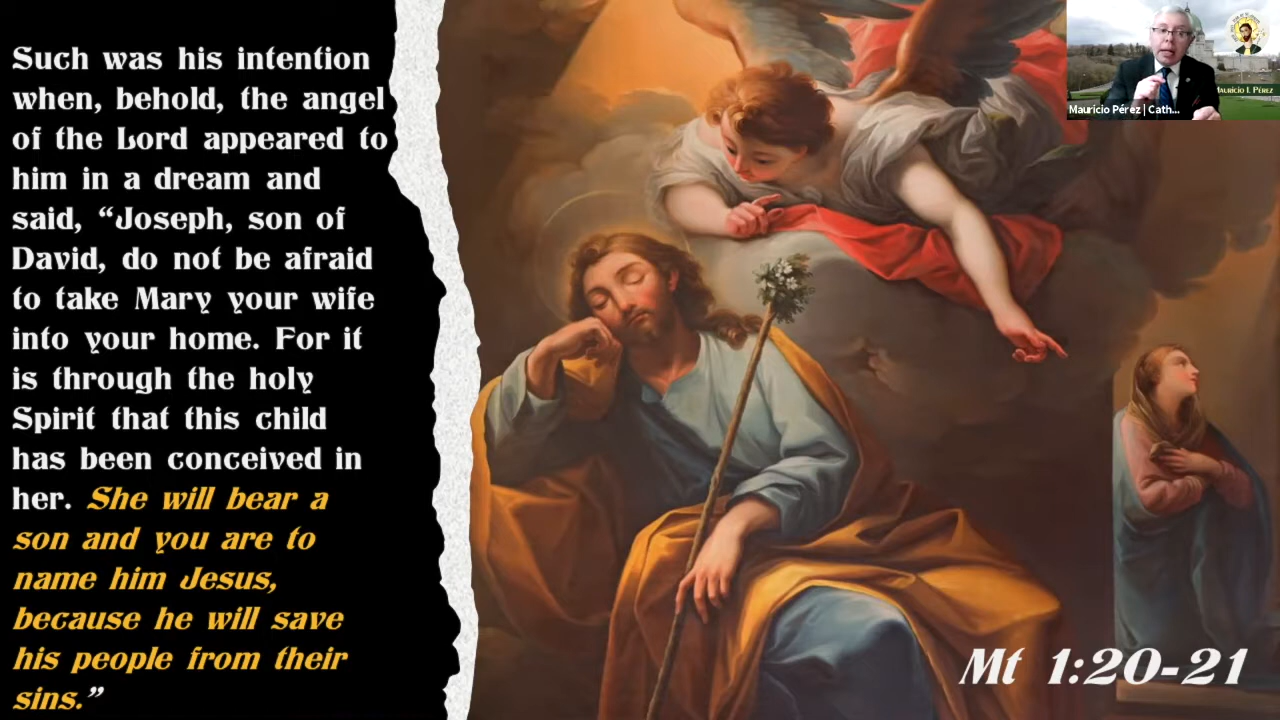 Such was his intention
when, behold, the angel
of the Lord appeared to
him in a dream and
said, “Joseph, son of
David, do not be afraid
to take Mary your wife
into your home. For it
is through the holy
Spirit that this child
has been conceived in
her. She will bear a
son and you are to
name him Jesus,
because he will save
his people from their
sins.”
Mt 1:20-21
Mauricio Pérez | Cath...
Mauricio I. Pérez